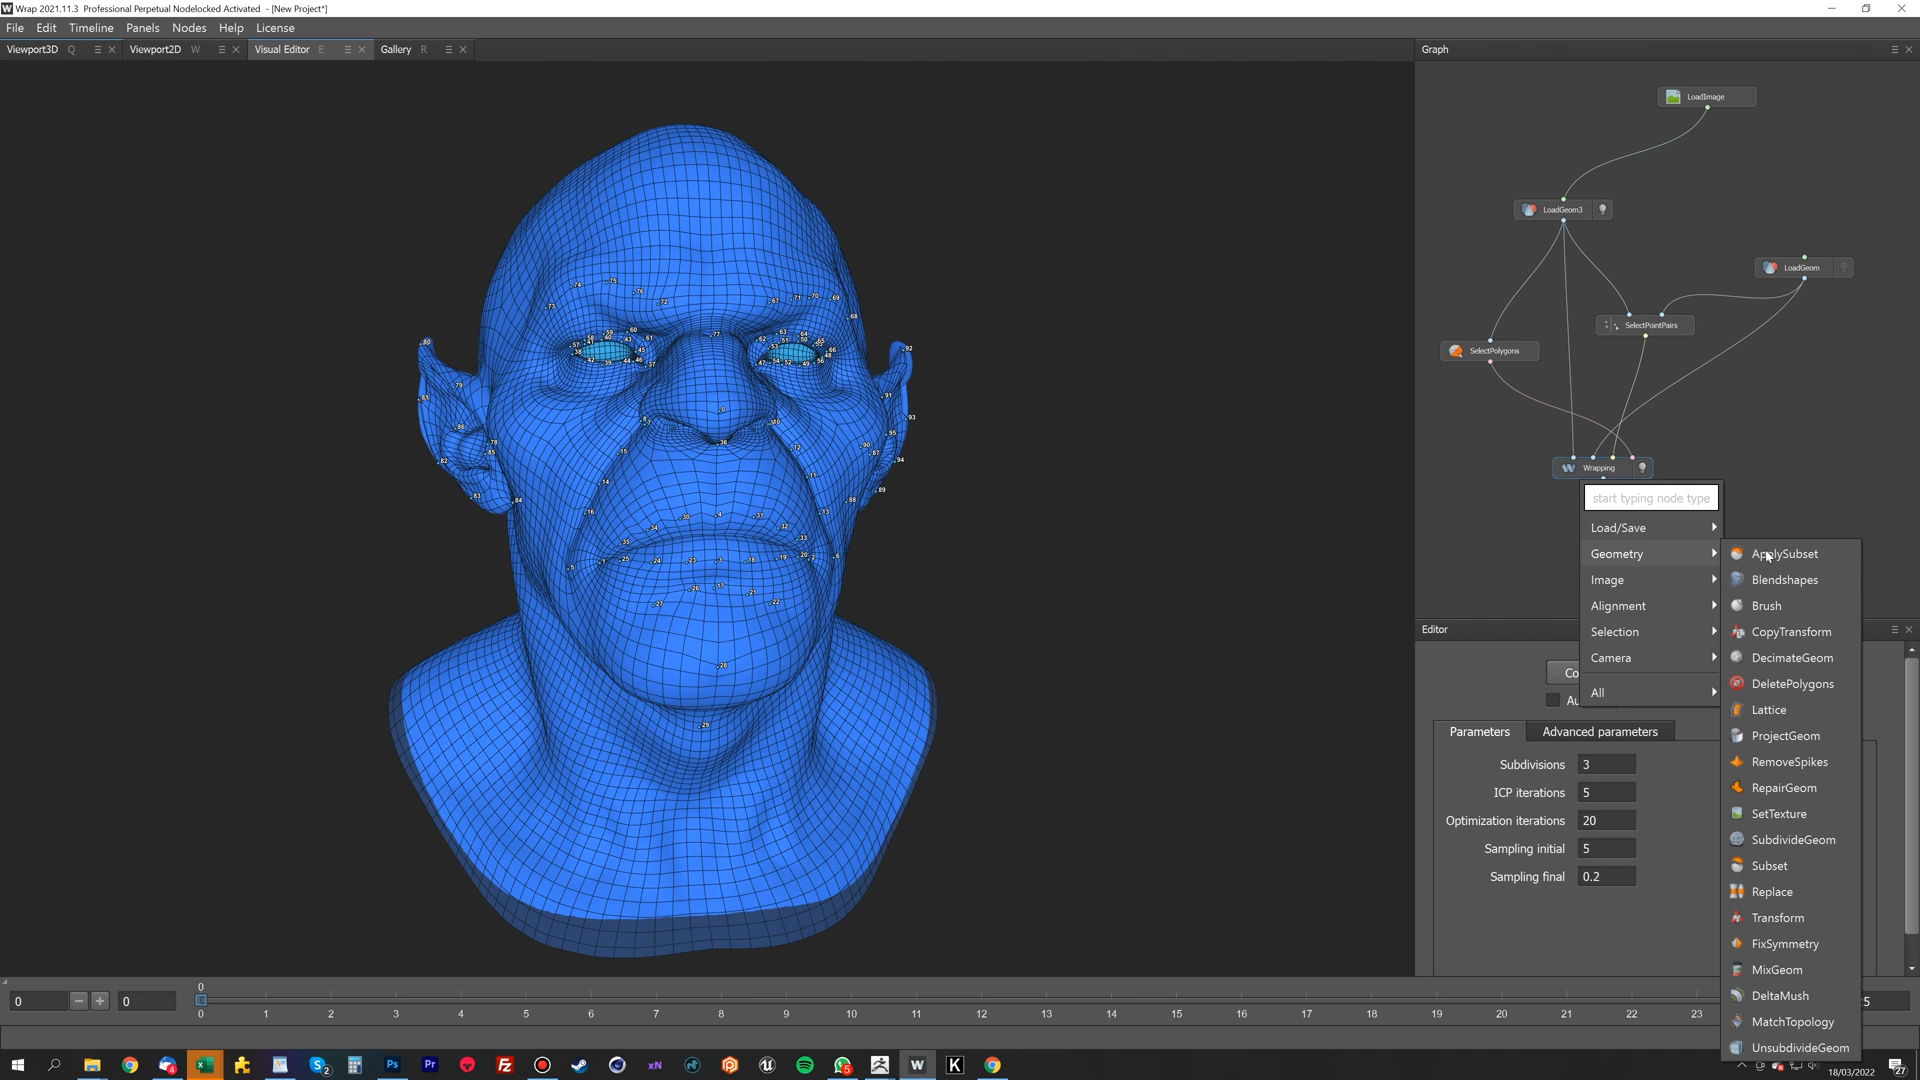 Wrap 2021.11.3 Professional Perpetual Nodelocked Activated - [New Project*]
File Edit Timeline Panels Nodes Help License
Viewport3D Q Viewport2D W Visual Editor E Gallery R Graph
LoadImage
LoadGeom3
LoadGeom
SelectPointPairs
SelectPolygons
Wrapping
start typing node type
Load/Save
Geometry
Image
Alignment
Selection
Camera
All
ApplySubset
Blendshapes
Brush
CopyTransform
DecimateGeom
DeletePolygons
Lattice
ProjectGeom
RemoveSpikes
RepairGeom
SetTexture
SubdivideGeom
Subset
Replace
Transform
FixSymmetry
MixGeom
DeltaMush
MatchTopology
UnsubdivideGeom
Editor
Co
Au
Parameters Advanced parameters
Subdivisions 3
ICP iterations 5
Optimization iterations 20
Sampling initial 5
Sampling final 0.2
0 0 0
0 1 2 3 4 5 6 7 8 9 10 11 12 13 14 15 16 17 18 19 20 21 22 23
5
18/03/2022
27